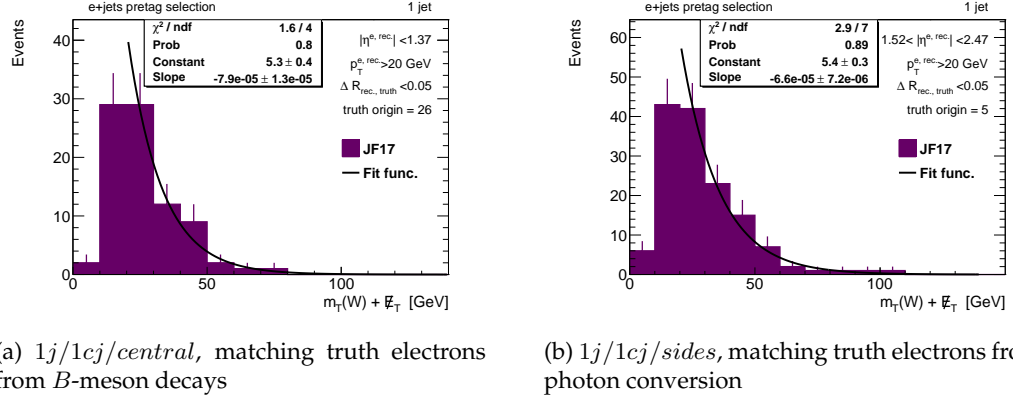 e+jets pretag selection 1 jet
Events
40
30
20
10
0
0 50 100
m_T(W) + E̸_T [GeV]
χ² / ndf 1.6 / 4
Prob 0.8
Constant 5.3 ± 0.4
Slope -7.9e-05 ± 1.3e-05
|η^{e, rec.}| <1.37
p_T^{e, rec.} >20 GeV
Δ R_{rec., truth} <0.05
truth origin = 26
JF17
Fit func.
e+jets pretag selection 1 jet
Events
60
50
40
30
20
10
0
0 50 100
m_T(W) + E̸_T [GeV]
χ² / ndf 2.9 / 7
Prob 0.89
Constant 5.4 ± 0.3
Slope -6.6e-05 ± 7.2e-06
1.52< |η^{e, rec.}| <2.47
p_T^{e, rec.} >20 GeV
Δ R_{rec., truth} <0.05
truth origin = 5
JF17
Fit func.
(a) 1j/1cj/central, matching truth electrons
from B-meson decays
(b) 1j/1cj/sides, matching truth electrons fro
photon conversion